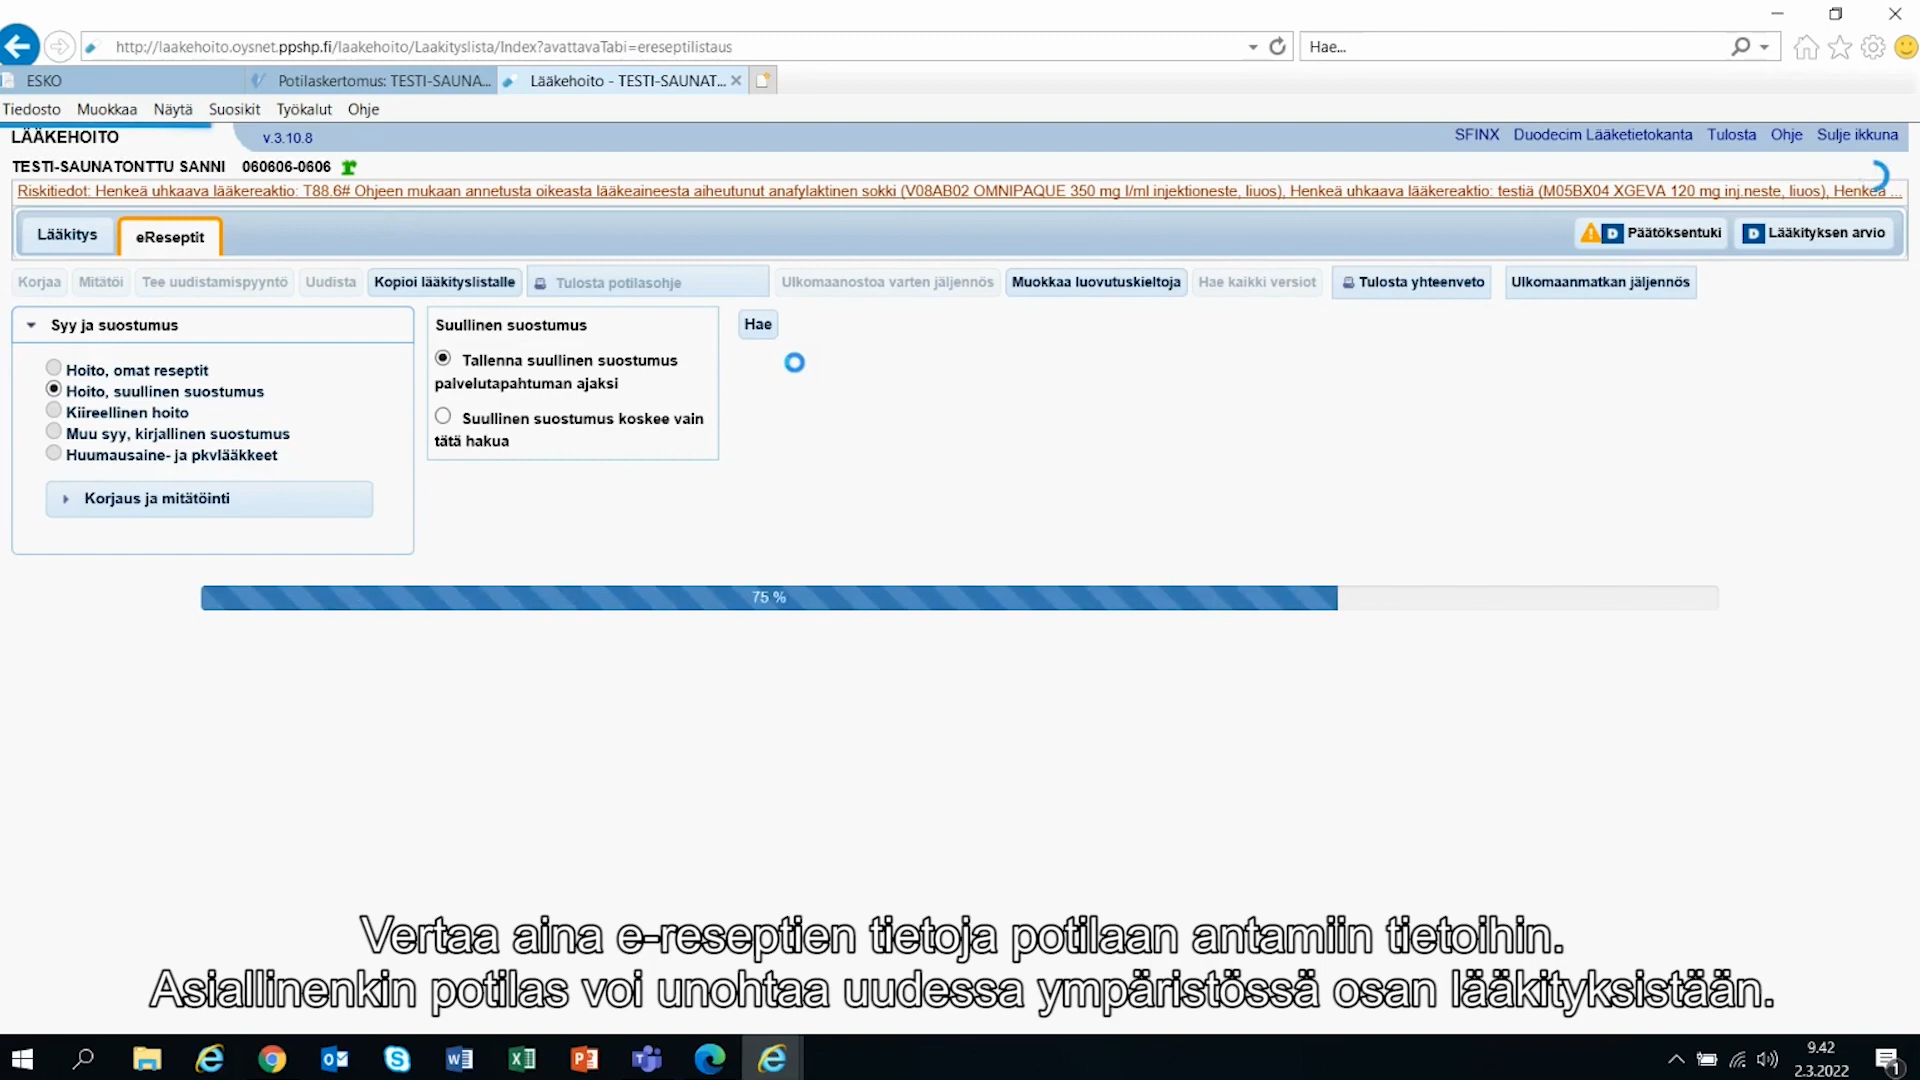 http://laakehoito.oysnet.ppshp.fi/laakehoito/Laakityslista/Index?avattavaTabi=ereseptilistaus
Hae...
ESKO
Potilaskertomus: TESTI-SAUNA...
Lääkehoito - TESTI-SAUNAT...
Tiedosto Muokkaa Näytä Suosikit Työkalut Ohje
LÄÄKEHOITO
v.3.10.8
SFINX Duodecim Lääketietokanta Tulosta Ohje Sulje ikkuna
TESTI-SAUNATONTTU SANNI 060606-0606
Riskitiedot: Henkeä uhkaava lääkereaktio: T88.6# Ohjeen mukaan annetusta oikeasta lääkeaineesta aiheutunut anafylaktinen sokki (V08AB02 OMNIPAQUE 350 mg I/ml injektioneste, liuos), Henkeä uhkaava lääkereaktio: testiä (M05BX04 XGEVA 120 mg inj.neste, liuos), Henkeä ...
Lääkitys
eReseptit
D Päätöksentuki
D Lääkityksen arvio
Korjaa
Mitätöi
Tee uudistamispyyntö
Uudista
Kopioi lääkityslistalle
Tulosta potilasohje
Ulkomaanostoa varten jäljennös
Muokkaa luovutuskieltoja
Hae kaikki versiot
Tulosta yhteenveto
Ulkomaanmatkan jäljennös
Syy ja suostumus
Hoito, omat reseptit
Hoito, suullinen suostumus
Kiireellinen hoito
Muu syy, kirjallinen suostumus
Huumausaine- ja pkvlääkkeet
Korjaus ja mitätöinti
Suullinen suostumus
Tallenna suullinen suostumus
palvelutapahtuman ajaksi
Suullinen suostumus koskee vain
tätä hakua
Hae
75 %
Vertaa aina e-reseptien tietoja potilaan antamiin tietoihin.
Asiallinenkin potilas voi unohtaa uudessa ympäristössä osan lääkityksistään.
9.42
2.3.2022
1